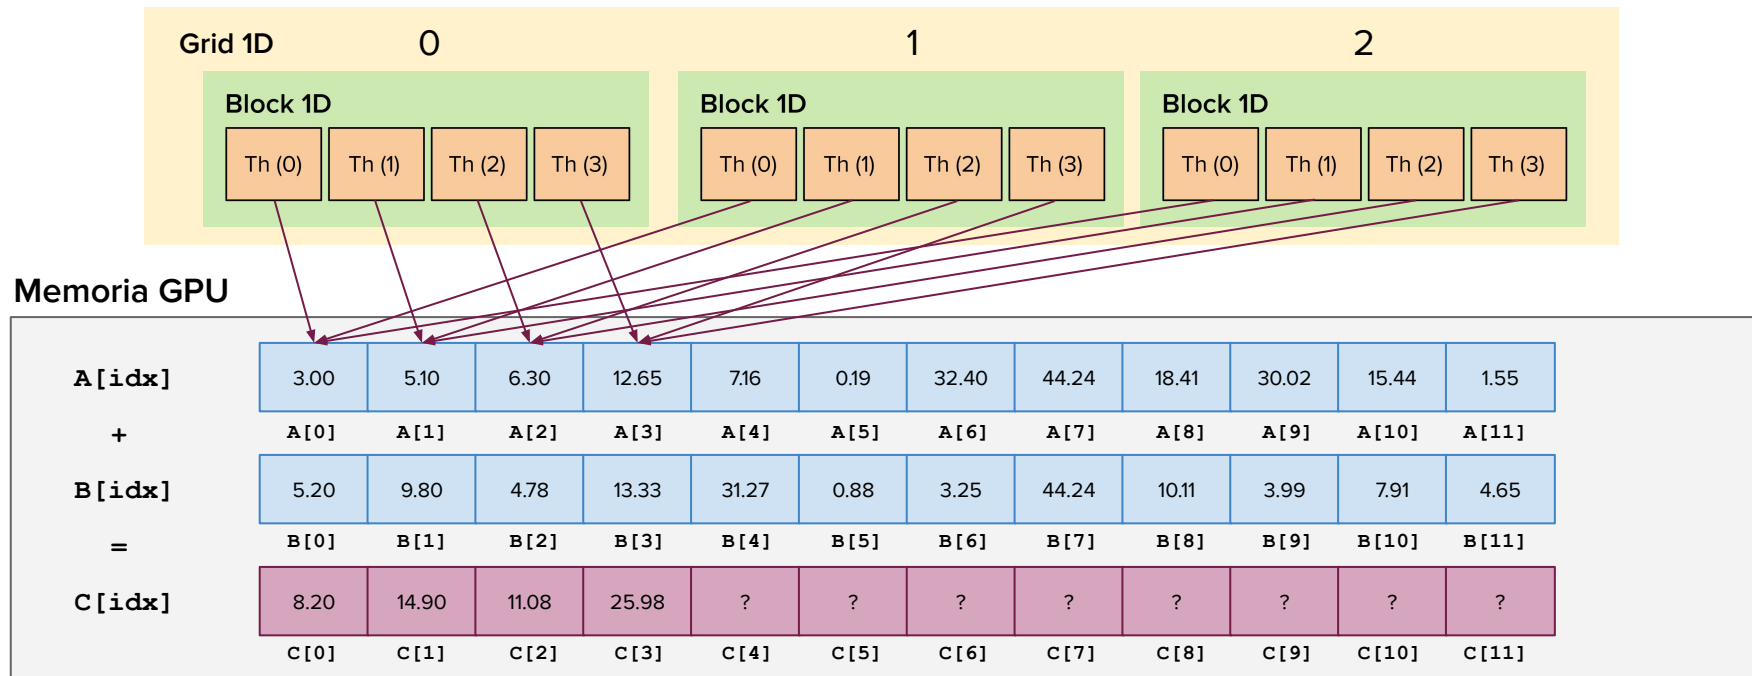 Grid 1D 0 1 2
Block 1D Block 1D Block 1D
Th (0) Th (1) Th (2) Th (3) Th (0) Th (1) Th (2) Th (3) Th (0) Th (1) Th (2) Th (3)
Memoria GPU
A[idx] 3.00 5.10 6.30 12.65 7.16 0.19 32.40 44.24 18.41 30.02 15.44 1.55
+ A[0] A[1] A[2] A[3] A[4] A[5] A[6] A[7] A[8] A[9] A[10] A[11]
B[idx] 5.20 9.80 4.78 13.33 31.27 0.88 3.25 44.24 10.11 3.99 7.91 4.65
= B[0] B[1] B[2] B[3] B[4] B[5] B[6] B[7] B[8] B[9] B[10] B[11]
C[idx] 8.20 14.90 11.08 25.98 ? ? ? ? ? ? ? ?
C[0] C[1] C[2] C[3] C[4] C[5] C[6] C[7] C[8] C[9] C[10] C[11]